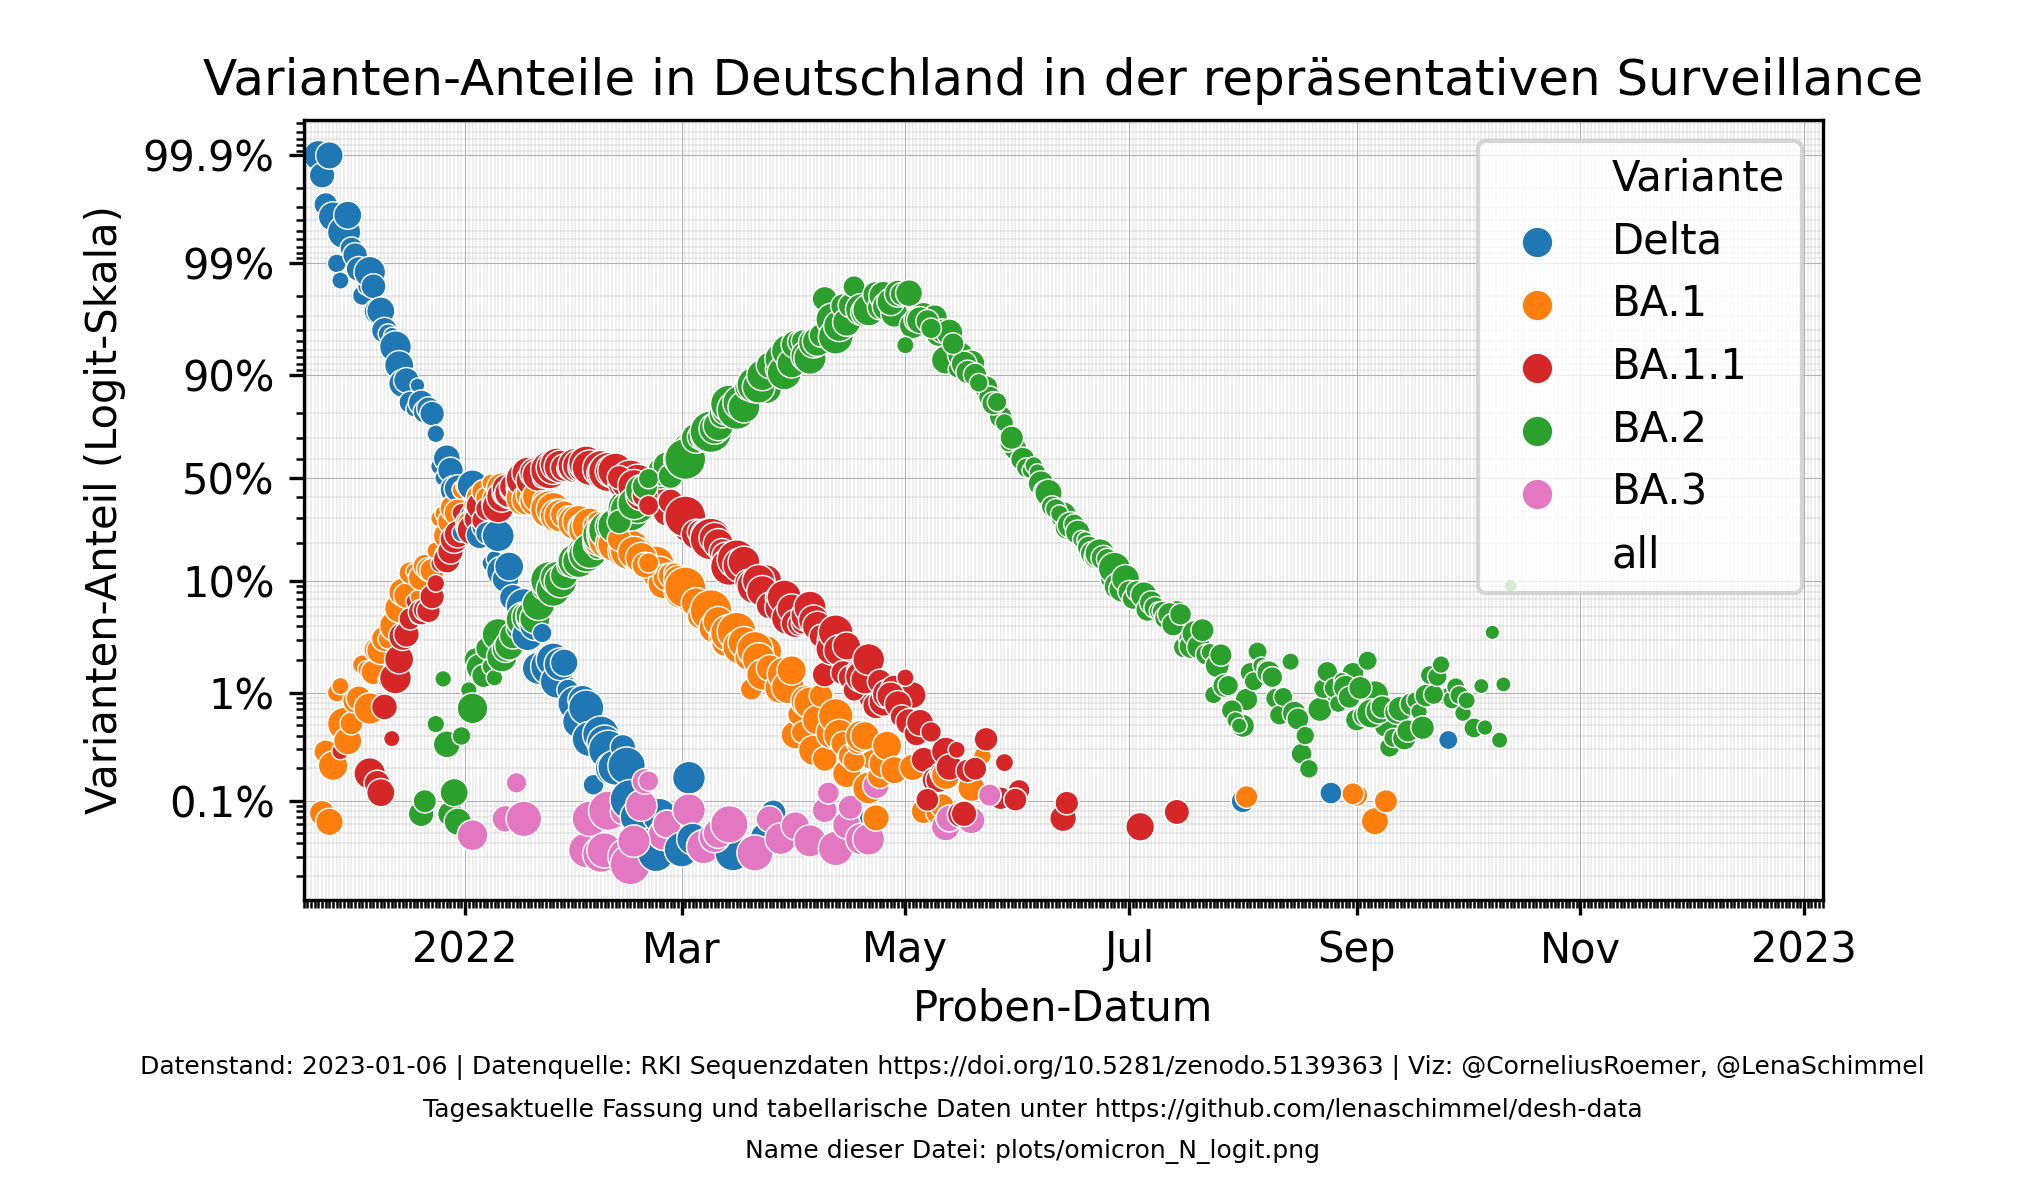 Varianten-Anteile in Deutschland in der repräsentativen Surveillance
Varianten-Anteil (Logit-Skala)
99.9%
99%
90%
50%
10%
1%
0.1%
Variante
Delta
BA.1
BA.1.1
BA.2
BA.3
all
2022 Mar May Jul Sep Nov 2023
Proben-Datum
Datenstand: 2023-01-06 | Datenquelle: RKI Sequenzdaten https://doi.org/10.5281/zenodo.5139363 | Viz: @CorneliusRoemer, @LenaSchimmel
Tagesaktuelle Fassung und tabellarische Daten unter https://github.com/lenaschimmel/desh-data
Name dieser Datei: plots/omicron_N_logit.png